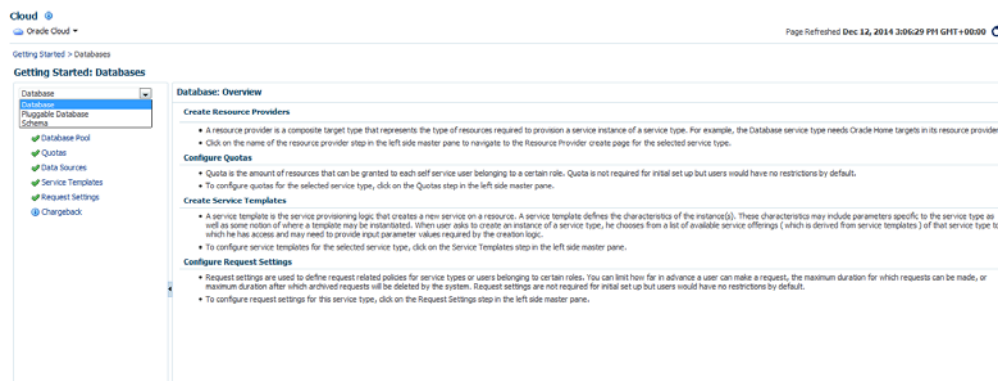 Cloud
Oracle Cloud
Page Refreshed Dec 12, 2014 3:06:29 PM GMT+00:00
Getting Started > Databases
Getting Started: Databases
Database
Database
Pluggable Database
Schema
Database Pool
Quotas
Data Sources
Service Templates
Request Settings
Chargeback
Database: Overview
Create Resource Providers
• A resource provider is a composite target type that represents the type of resources required to provision a service instance of a service type. For example, the Database service type needs Oracle Home targets in its resource provider
• Click on the name of the resource provider step in the left side master pane to navigate to the Resource Provider create page for the selected service type.
Configure Quotas
• Quota is the amount of resources that can be granted to each self service user belonging to a certain role. Quota is not required for initial set up but users would have no restrictions by default.
• To configure quotas for the selected service type, click on the Quotas step in the left side master pane.
Create Service Templates
• A service template is the service provisioning logic that creates a new service on a resource. A service template defines the characteristics of the instance(s). These characteristics may include parameters specific to the service type as
well as some notion of where a template may be instantiated. When user asks to create an instance of a service type, he chooses from a list of available service offerings ( which is derived from service templates ) of that service type to
which he has access and may need to provide input parameter values required by the creation logic.
• To configure service templates for the selected service type, click on the Service Templates step in the left side master pane.
Configure Request Settings
• Request settings are used to define request related policies for service types or users belonging to certain roles. You can limit how far in advance a user can make a request, the maximum duration for which requests can be made, or
maximum duration after which archived requests will be deleted by the system. Request settings are not required for initial set up but users would have no restrictions by default.
• To configure request settings for this service type, click on the Request Settings step in the left side master pane.